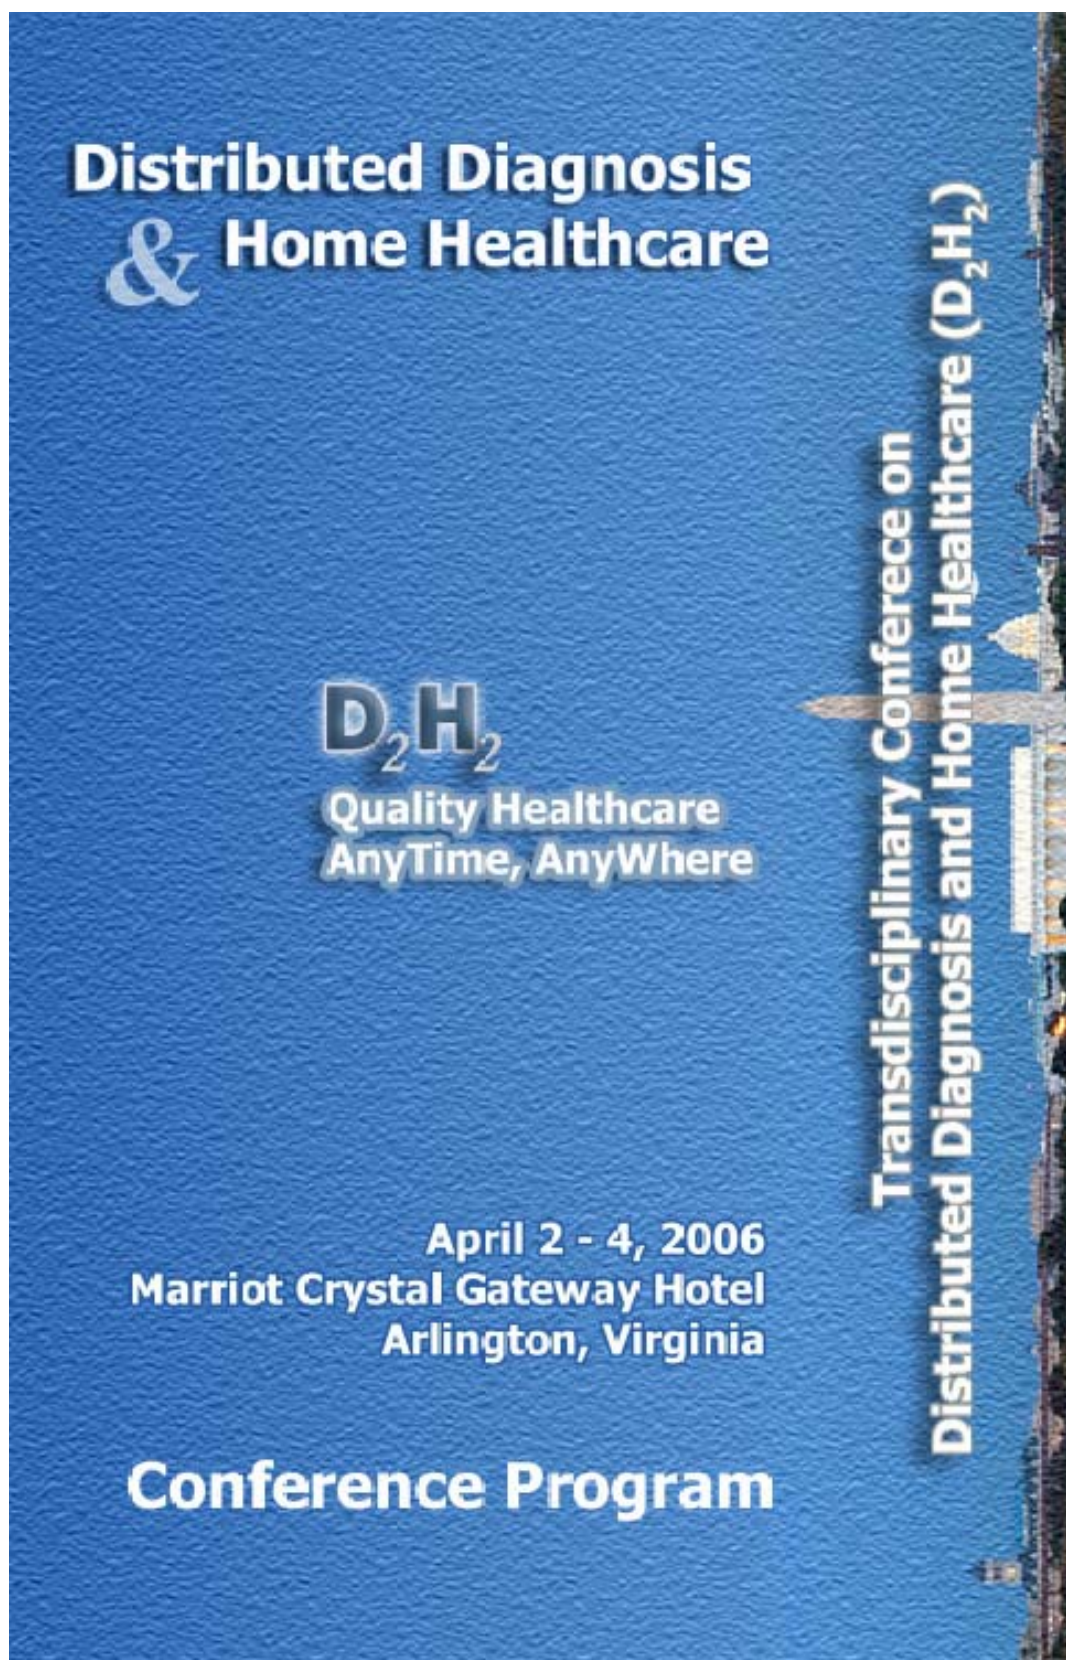 Distributed Diagnosis
& Home Healthcare
D₂H₂
Quality Healthcare
AnyTime, AnyWhere
April 2 - 4, 2006
Marriot Crystal Gateway Hotel
Arlington, Virginia
Conference Program
Transdisciplinary Conferece on
Distributed Diagnosis and Home Healthcare (D₂H₂)